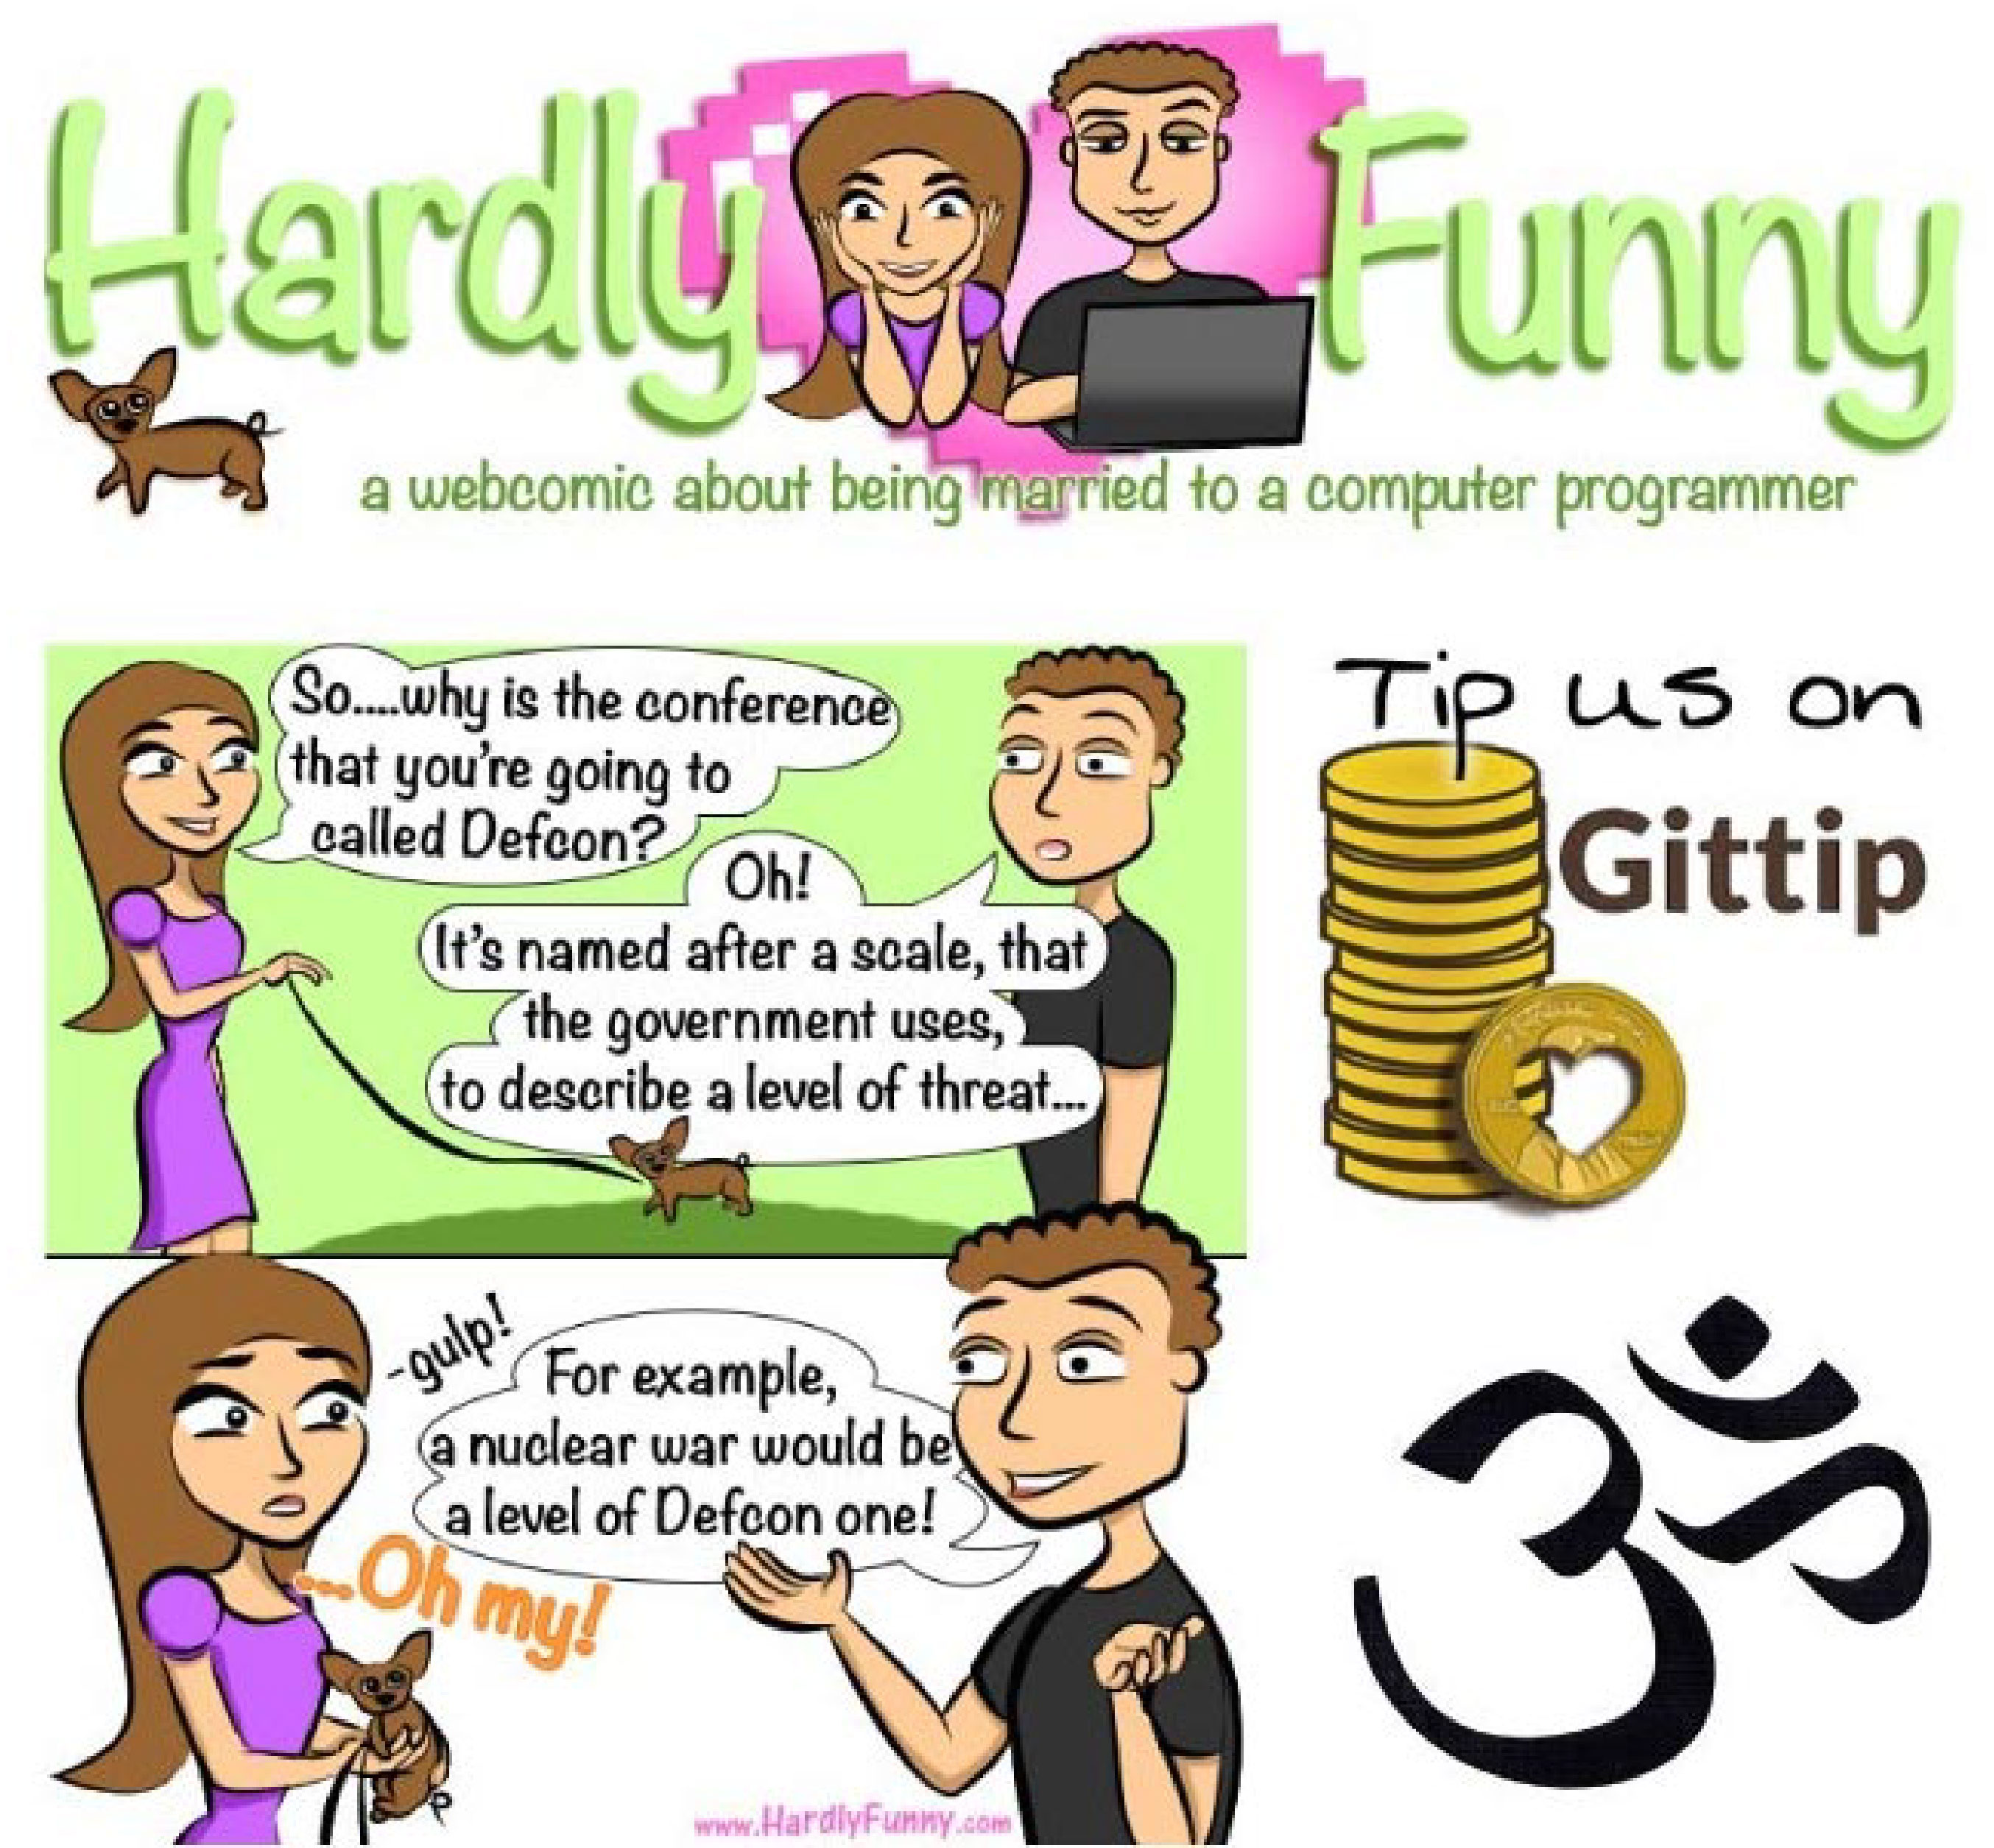 Hardly Funny
a webcomic about being married to a computer programmer
So....why is the conference
that you're going to
called Defcon?
Oh!
It's named after a scale, that
the government uses,
to describe a level of threat...
Tip us on
Gittip
-gulp!
For example,
a nuclear war would be
a level of Defcon one!
...Oh my!
www.HardlyFunny.com
ॐ